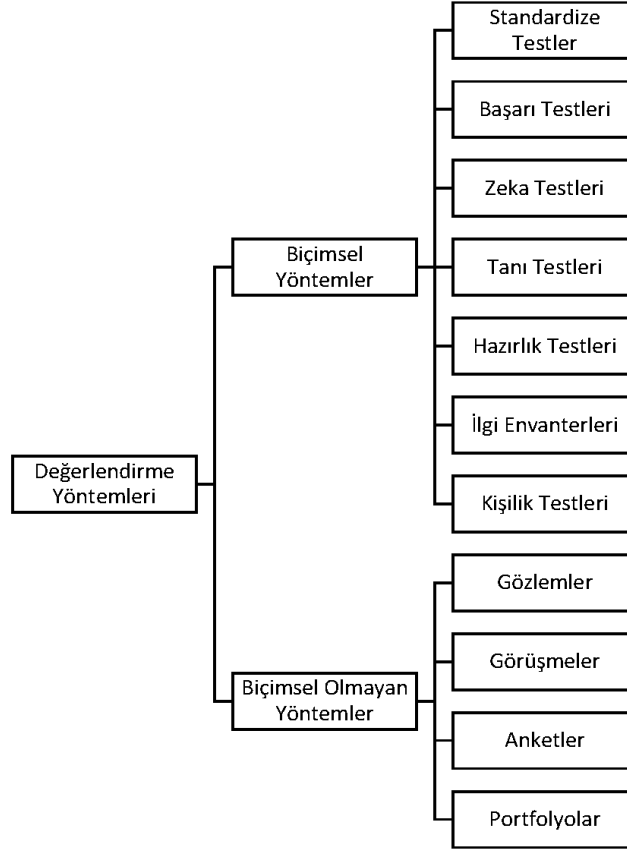 Standardize
Testler
Başarı Testleri
Zeka Testleri
Biçimsel
Yöntemler
Tanı Testleri
Hazırlık Testleri
İlgi Envanterleri
Değerlendirme
Yöntemleri
Kişilik Testleri
Gözlemler
Görüşmeler
Biçimsel Olmayan
Yöntemler
Anketler
Portfolyolar